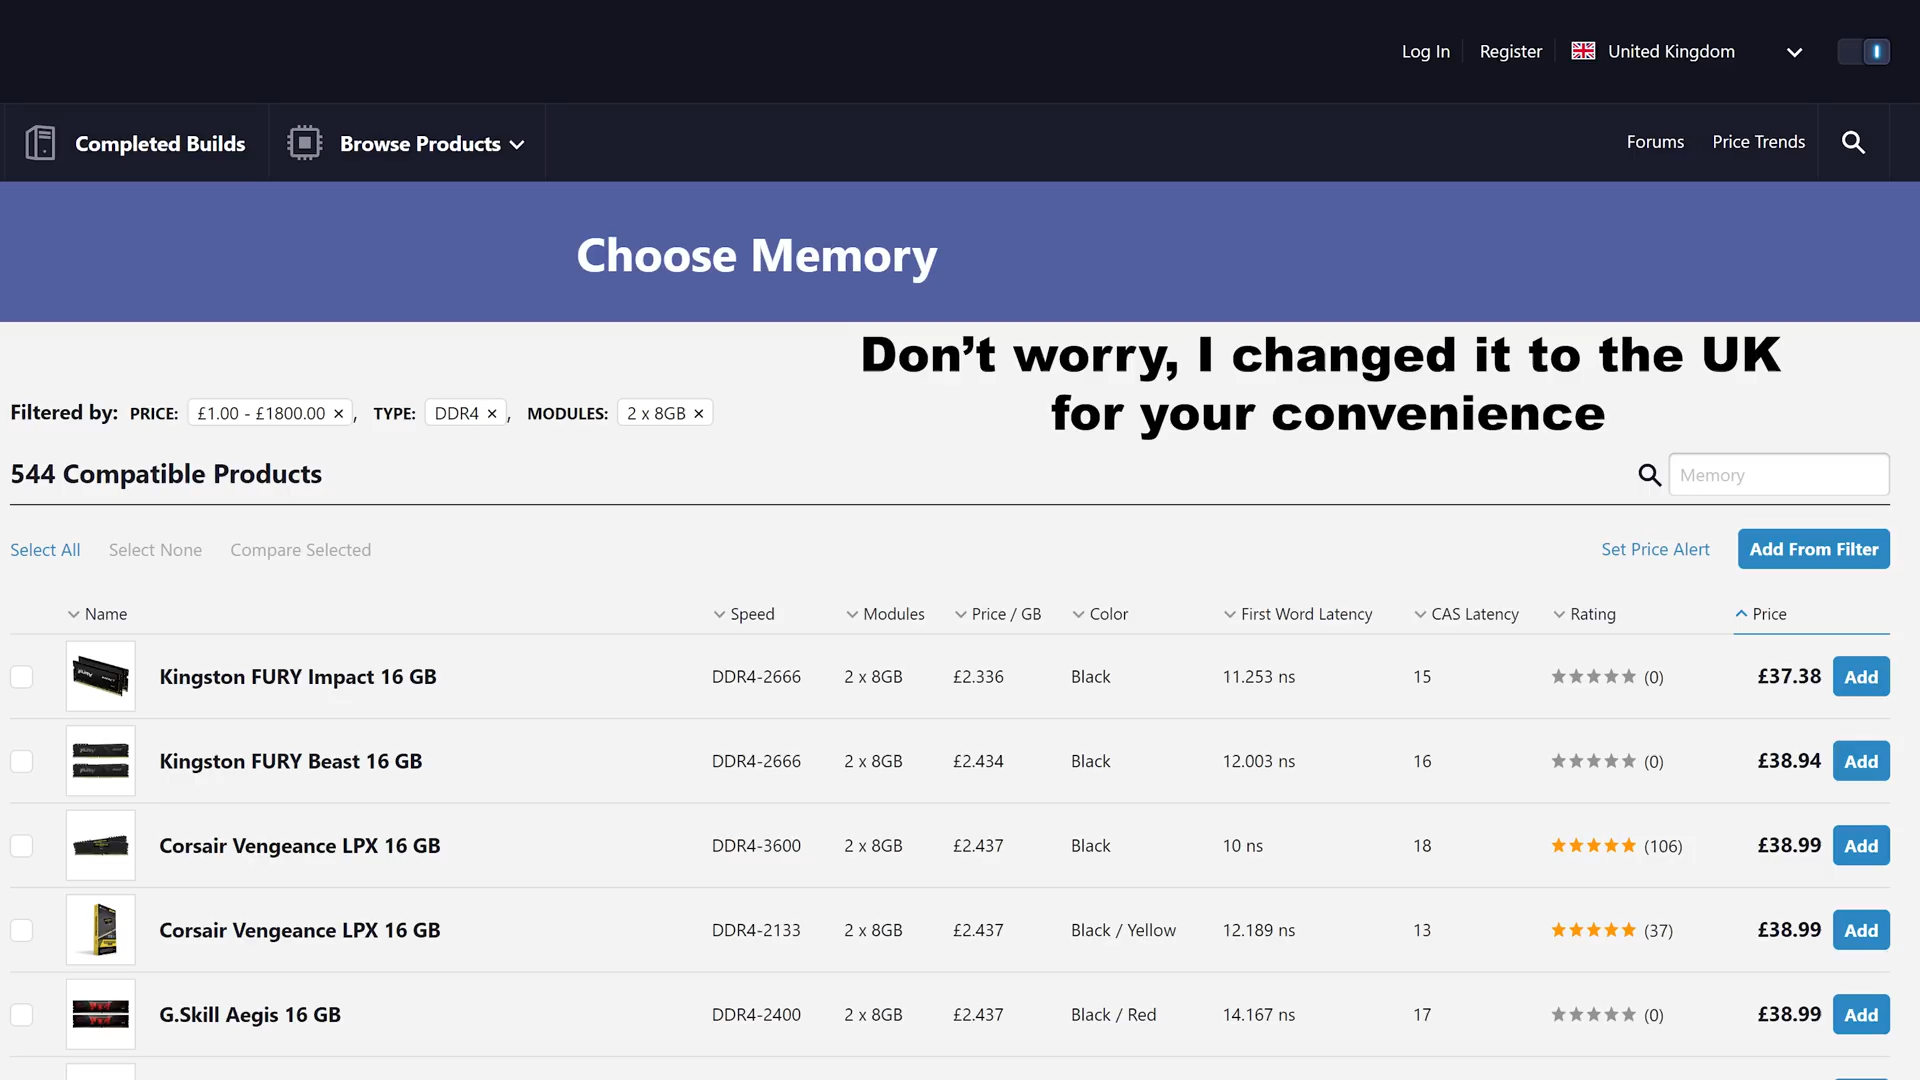 Log In
Register
United Kingdom
Completed Builds
Browse Products
Forums
Price Trends
Choose Memory
Don’t worry, I changed it to the UK
for your convenience
Filtered by: PRICE: £1.00 - £1800.00 ×, TYPE: DDR4 ×, MODULES: 2 x 8GB ×
544 Compatible Products
Memory
Select All
Select None
Compare Selected
Set Price Alert
Add From Filter
Name Speed Modules Price / GB Color First Word Latency CAS Latency Rating Price
Kingston FURY Impact 16 GB DDR4-2666 2 x 8GB £2.336 Black 11.253 ns 15 (0) £37.38 Add
Kingston FURY Beast 16 GB DDR4-2666 2 x 8GB £2.434 Black 12.003 ns 16 (0) £38.94 Add
Corsair Vengeance LPX 16 GB DDR4-3600 2 x 8GB £2.437 Black 10 ns 18 (106) £38.99 Add
Corsair Vengeance LPX 16 GB DDR4-2133 2 x 8GB £2.437 Black / Yellow 12.189 ns 13 (37) £38.99 Add
G.Skill Aegis 16 GB DDR4-2400 2 x 8GB £2.437 Black / Red 14.167 ns 17 (0) £38.99 Add